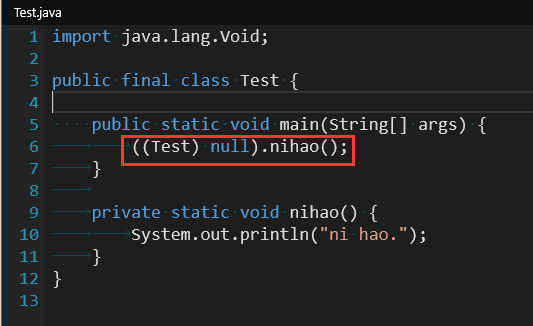 Test.java
1 import java.lang.Void;
2
3 public final class Test {
4
5 public static void main(String[] args) {
6 ((Test) null).nihao();
7 }
8
9 private static void nihao() {
10 System.out.println("ni hao.");
11 }
12 }
13